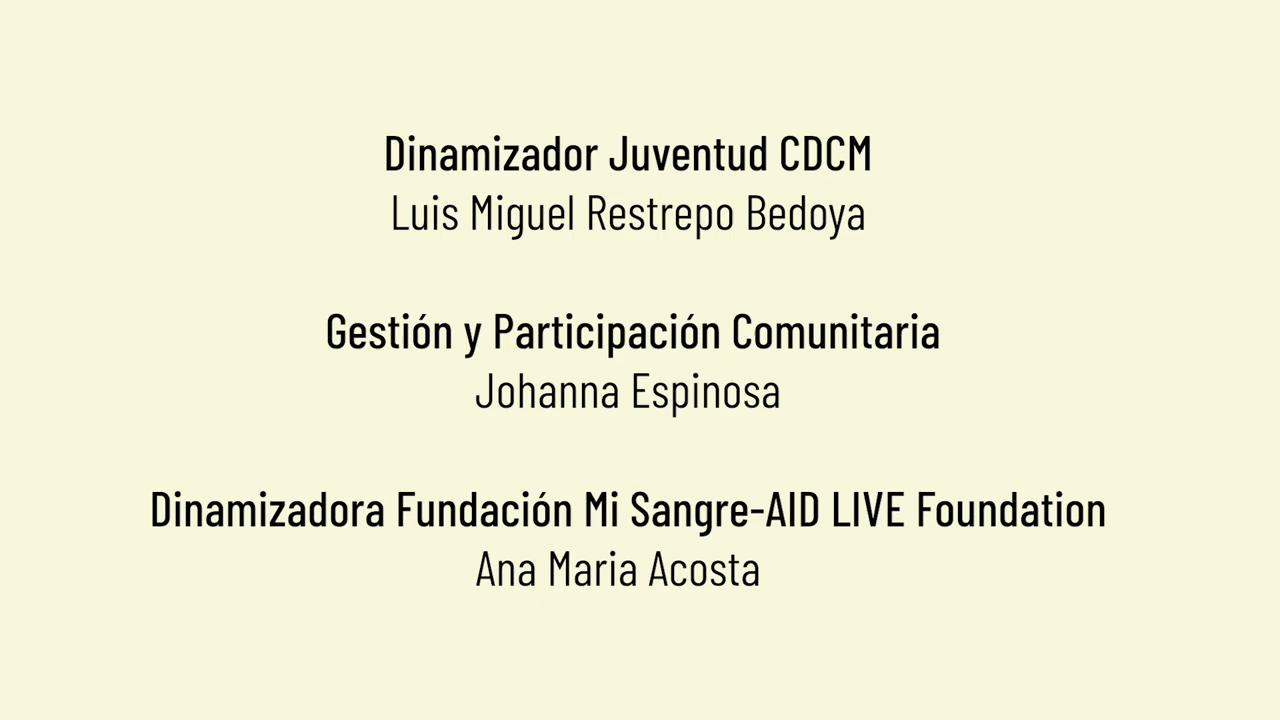 Dinamizador Juventud CDCM
Luis Miguel Restrepo Bedoya
Gestión y Participación Comunitaria
Johanna Espinosa
Dinamizadora Fundación Mi Sangre-AID LIVE Foundation
Ana Maria Acosta